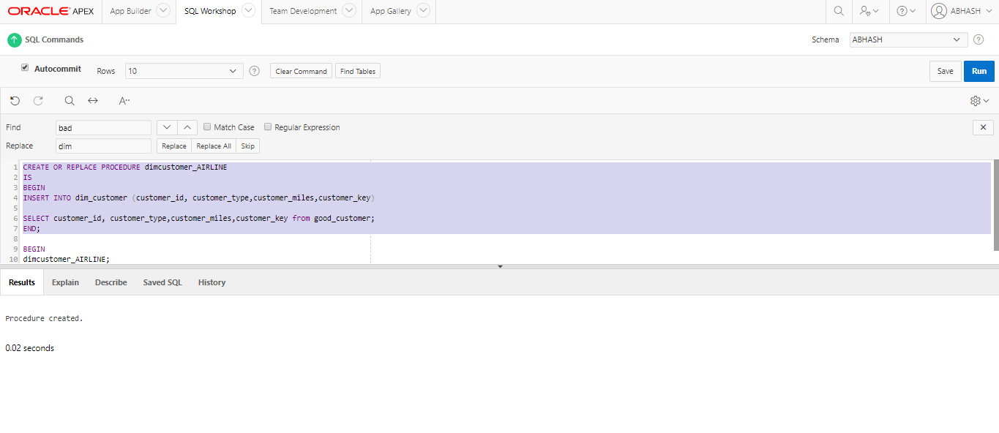 ORACLE APEX App Builder SQL Workshop Team Development App Gallery ABHASH
SQL Commands Schema ABHASH
Autocommit Rows 10 Clear Command Find Tables Save Run
A
Find bad Match Case Regular Expression
Replace dim Replace Replace All Skip
1 CREATE OR REPLACE PROCEDURE dimcustomer_AIRLINE
2 IS
3 BEGIN
4 INSERT INTO dim_customer (customer_id, customer_type,customer_miles,customer_key)
5
6 SELECT customer_id, customer_type,customer_miles,customer_key from good_customer;
7 END;
8
9 BEGIN
10 dimcustomer_AIRLINE;
Results Explain Describe Saved SQL History
Procedure created.
0.02 seconds